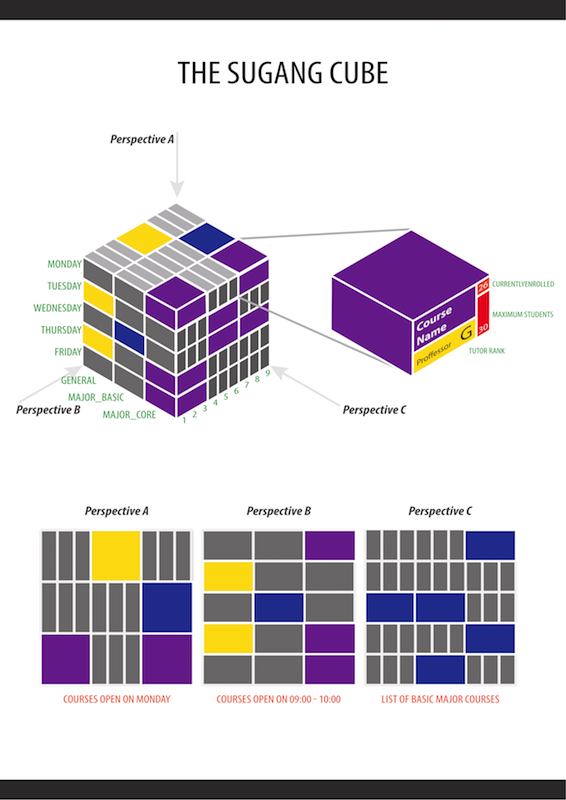 THE SUGANG CUBE
Perspective A
MONDAY
TUESDAY
WEDNESDAY
THURSDAY
FRIDAY
GENERAL
MAJOR_BASIC
MAJOR_CORE
1 2 3 4 5 6 7 8 9
Perspective B
Perspective C
Course
Name
Proffessor
G
26
30
CURRENTLYENROLLED
MAXIMUM STUDENTS
TUTOR RANK
Perspective A
Perspective B
Perspective C
COURSES OPEN ON MONDAY
COURSES OPEN ON 09:00 - 10:00
LIST OF BASIC MAJOR COURSES